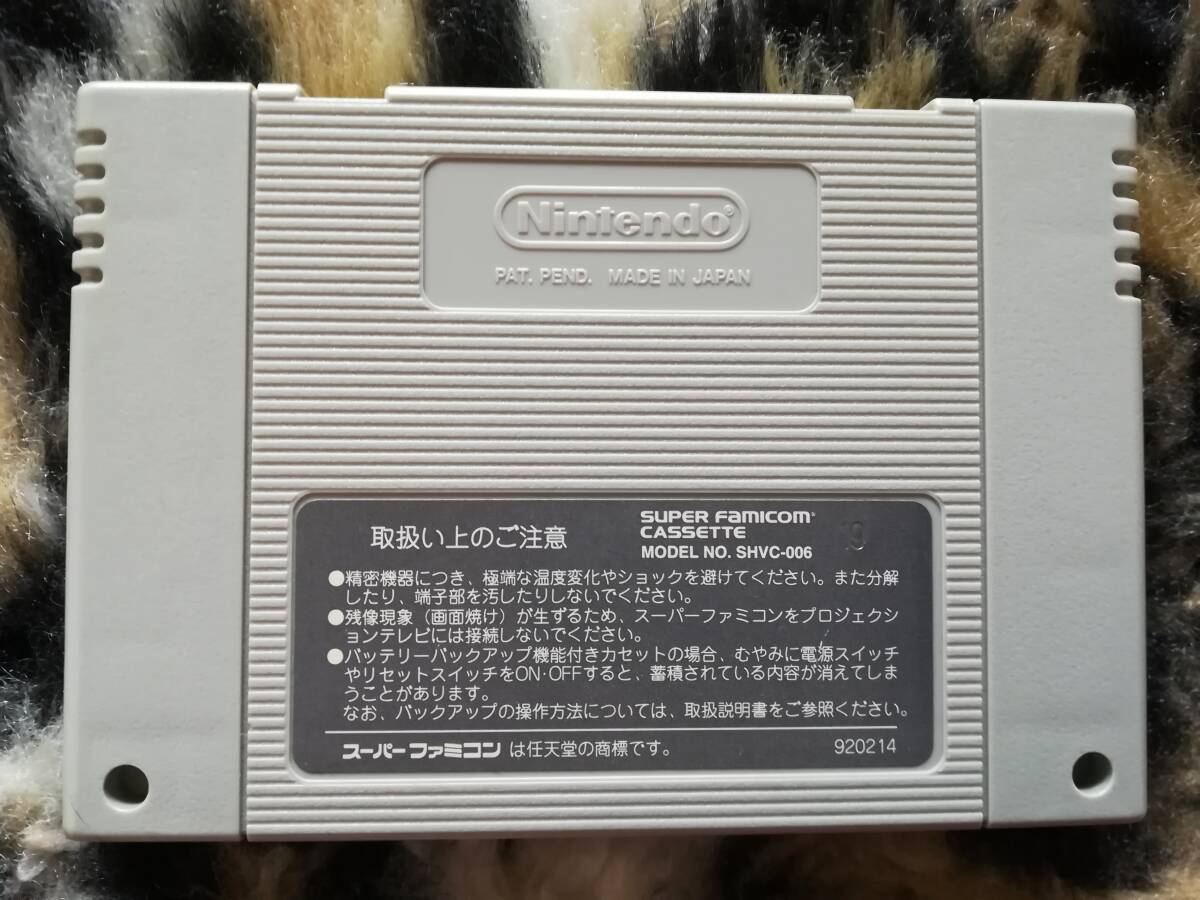 Nintendo®
PAT. PEND. MADE IN JAPAN
取扱い上のご注意
SUPER FAMICOM®
CASSETTE
MODEL NO. SHVC-006
●精密機器につき、極端な温度変化やショックを避けてください。また分解
したり、端子部を汚したりしないでください。
●残像現象（画面焼け）が生ずるため、スーパーファミコンをプロジェクシ
ョンテレビには接続しないでください。
●バッテリーバックアップ機能付きカセットの場合、むやみに電源スイッチ
やリセットスイッチをON·OFFすると、蓄積されている内容が消えてしま
うことがあります。
なお、バックアップの操作方法については、取扱説明書をご参照ください。
スーパーファミコン は任天堂の商標です。
920214